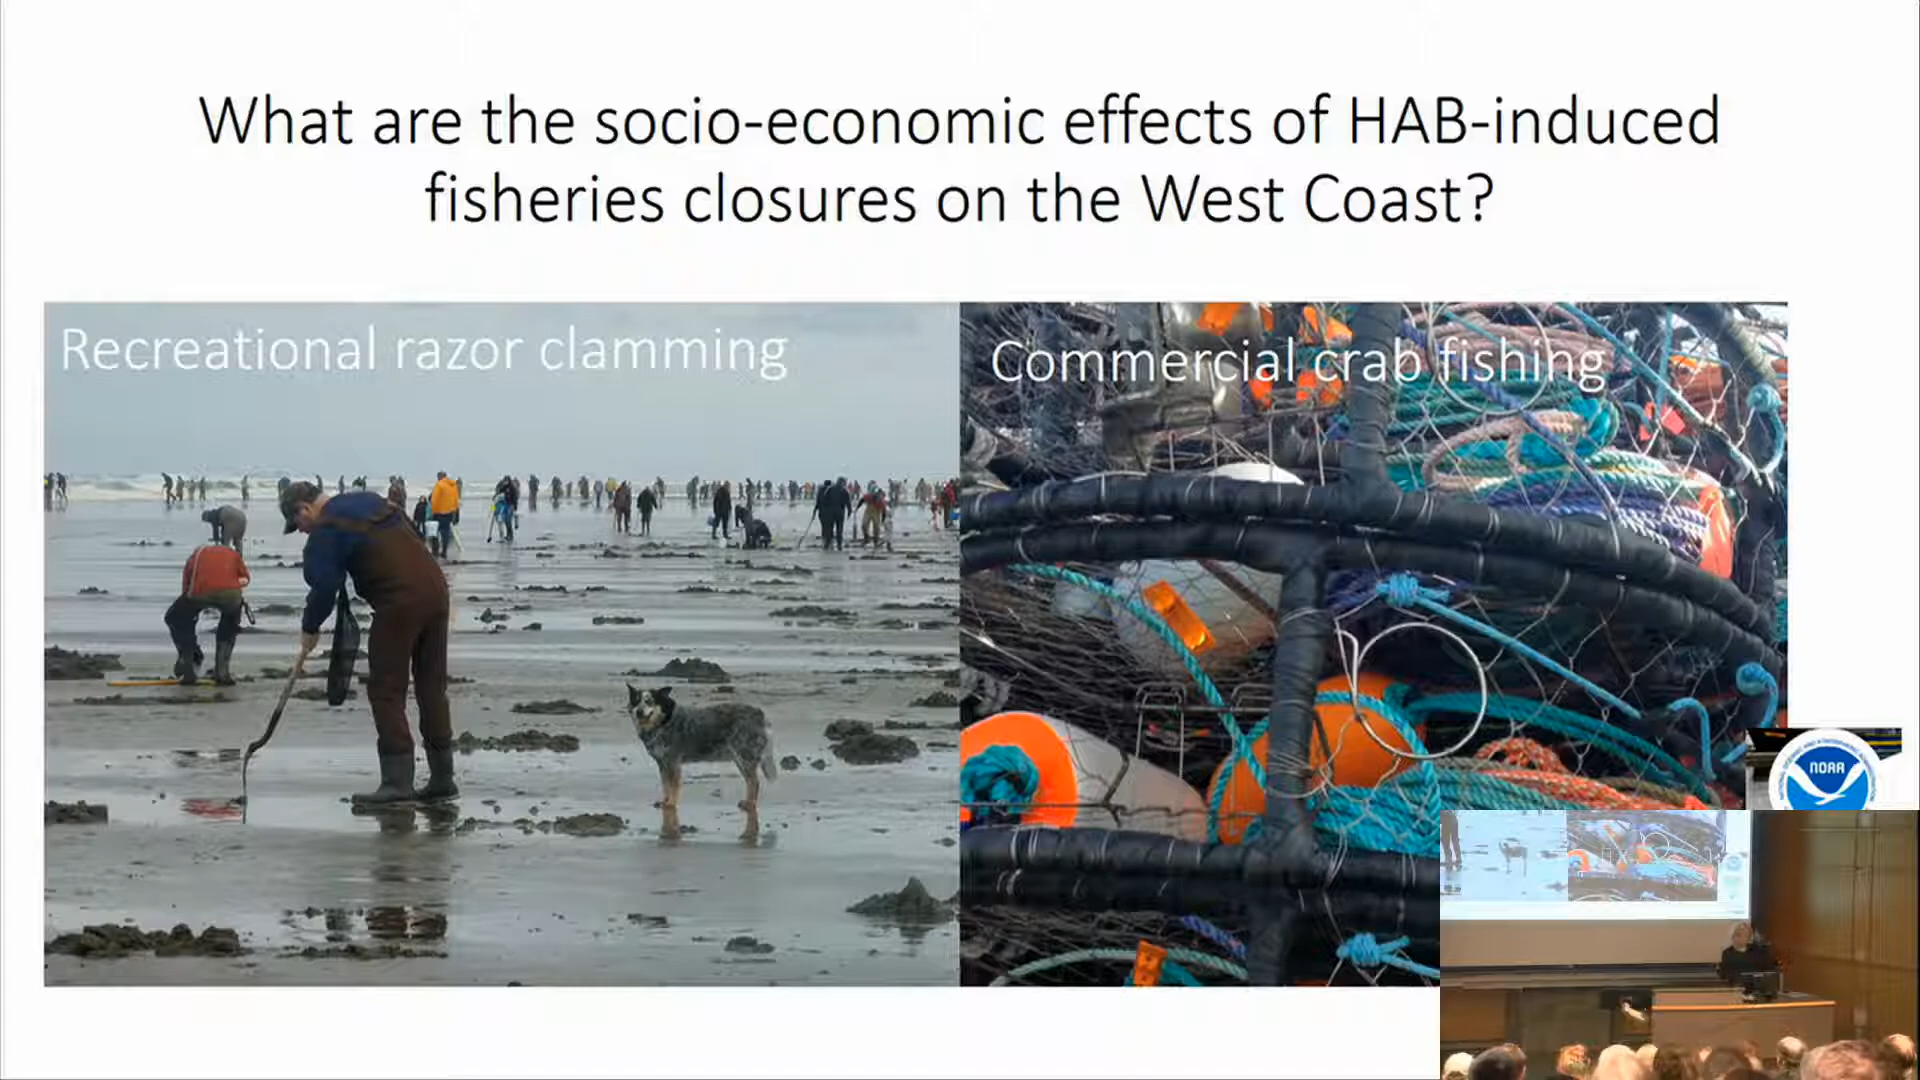 What are the socio-economic effects of HAB-induced
fisheries closures on the West Coast?
Recreational razor clamming
Commercial crab fishing
NOAA